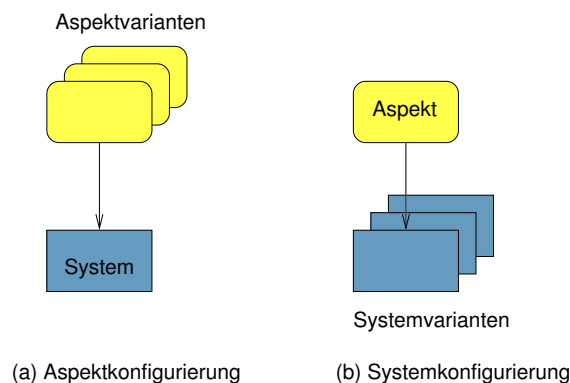 Aspektvarianten
Aspekt
System
Systemvarianten
(a) Aspektkonfigurierung
(b) Systemkonfigurierung